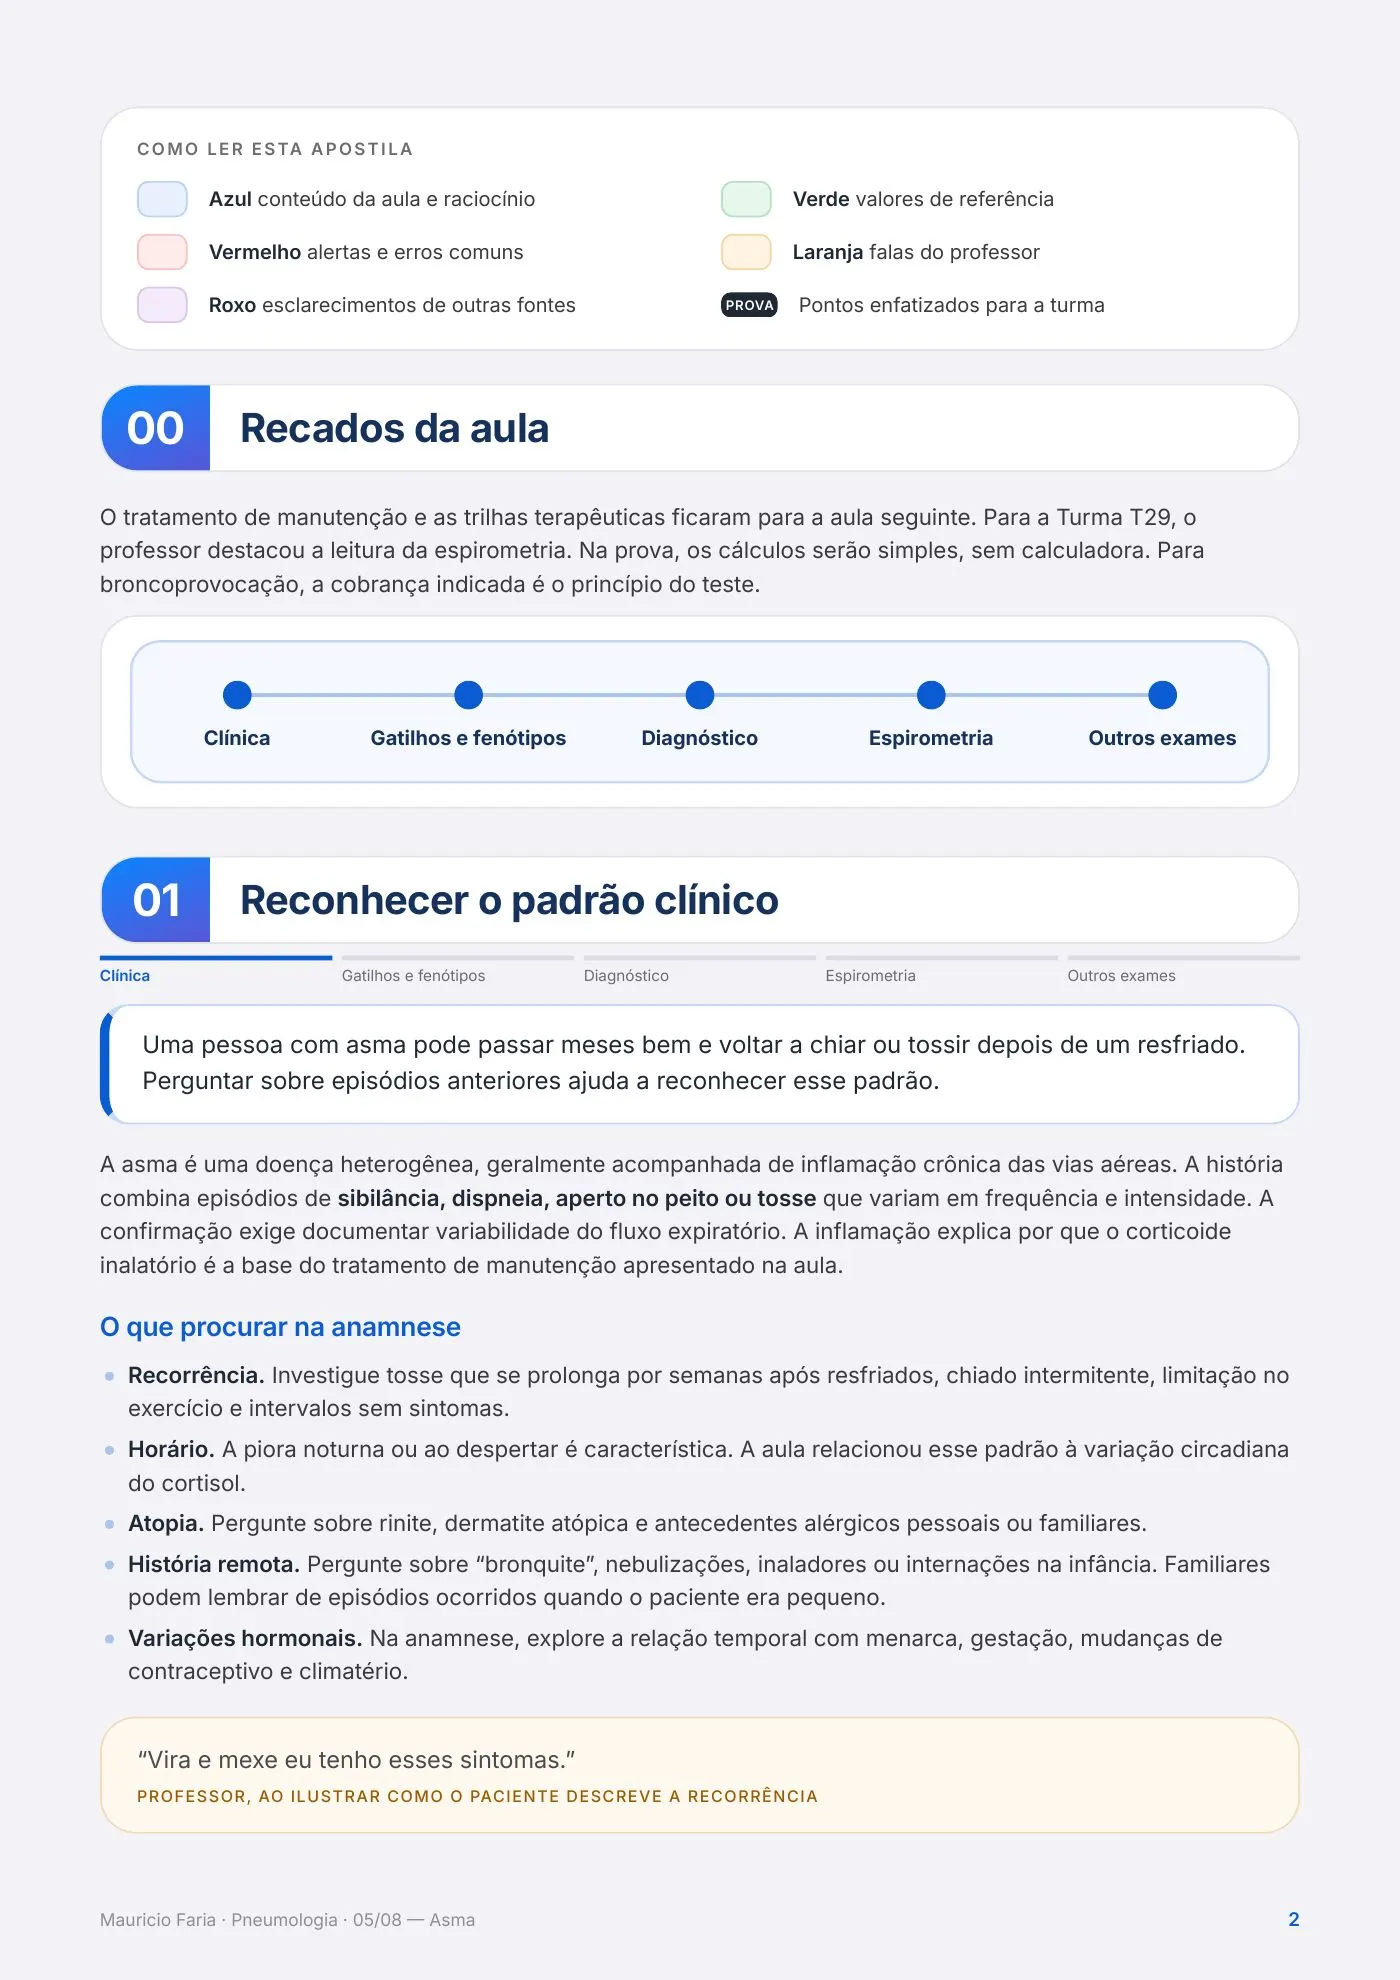 COMO LER ESTA APOSTILA
Azul conteúdo da aula e raciocínio
Verde valores de referência
Vermelho alertas e erros comuns
Laranja falas do professor
Roxo esclarecimentos de outras fontes
PROVA Pontos enfatizados para a turma
00 Recados da aula
O tratamento de manutenção e as trilhas terapêuticas ficaram para a aula seguinte. Para a Turma T29, o
professor destacou a leitura da espirometria. Na prova, os cálculos serão simples, sem calculadora. Para
broncoprovocação, a cobrança indicada é o princípio do teste.
Clínica Gatilhos e fenótipos Diagnóstico Espirometria Outros exames
01 Reconhecer o padrão clínico
Clínica Gatilhos e fenótipos Diagnóstico Espirometria Outros exames
Uma pessoa com asma pode passar meses bem e voltar a chiar ou tossir depois de um resfriado.
Perguntar sobre episódios anteriores ajuda a reconhecer esse padrão.
A asma é uma doença heterogênea, geralmente acompanhada de inflamação crônica das vias aéreas. A história
combina episódios de sibilância, dispneia, aperto no peito ou tosse que variam em frequência e intensidade. A
confirmação exige documentar variabilidade do fluxo expiratório. A inflamação explica por que o corticoide
inalatório é a base do tratamento de manutenção apresentado na aula.
O que procurar na anamnese
• Recorrência. Investigue tosse que se prolonga por semanas após resfriados, chiado intermitente, limitação no
exercício e intervalos sem sintomas.
• Horário. A piora noturna ou ao despertar é característica. A aula relacionou esse padrão à variação circadiana
do cortisol.
• Atopia. Pergunte sobre rinite, dermatite atópica e antecedentes alérgicos pessoais ou familiares.
• História remota. Pergunte sobre “bronquite”, nebulizações, inaladores ou internações na infância. Familiares
podem lembrar de episódios ocorridos quando o paciente era pequeno.
• Variações hormonais. Na anamnese, explore a relação temporal com menarca, gestação, mudanças de
contraceptivo e climatério.
“Vira e mexe eu tenho esses sintomas.”
PROFESSOR, AO ILUSTRAR COMO O PACIENTE DESCREVE A RECORRÊNCIA
Mauricio Faria · Pneumologia · 05/08 — Asma
2